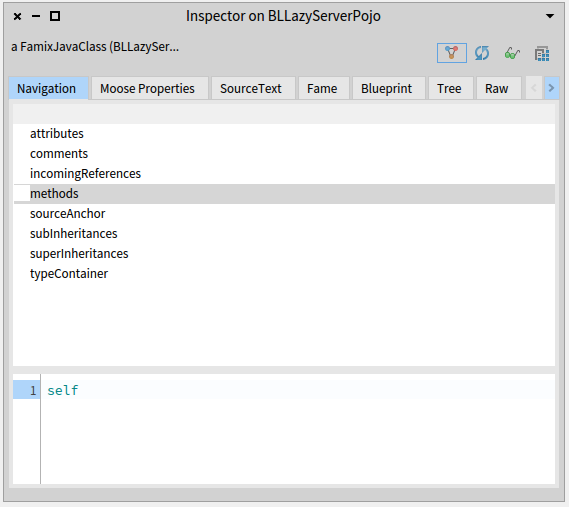 Inspector on BLLazyServerPojo
a FamixJavaClass (BLLazySer...
Navigation Moose Properties SourceText Fame Blueprint Tree Raw
attributes
comments
incomingReferences
methods
sourceAnchor
subInheritances
superInheritances
typeContainer
1 self